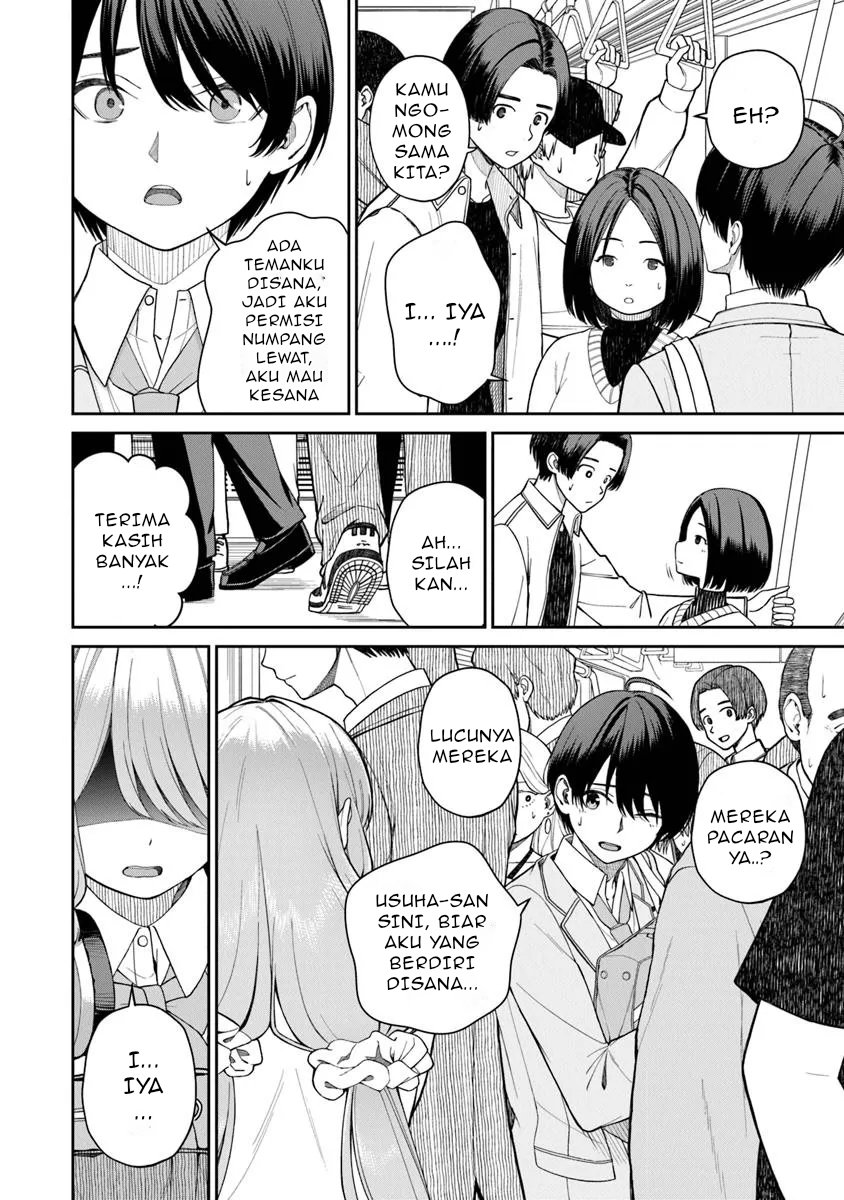 EH?
KAMU
NGO-
MONG
SAMA
KITA?
I... IYA
....!
ADA
TEMANKU
DISANA,
JADI AKU
PERMISI
NUMPANG
LEWAT,
AKU MAU
KESANA
AH...
SILAH
KAN...
TERIMA
KASIH
BANYAK
...!
MEREKA
PACARAN
YA..?
LUCUNYA
MEREKA
USUHA-SAN
SINI, BIAR
AKU YANG
BERDIRI
DISANA...
I...
IYA
...